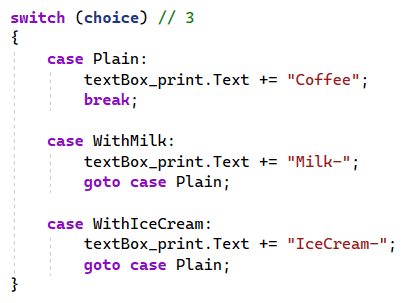 switch (choice) // 3
{
case Plain:
textBox_print.Text += "Coffee";
break;
case WithMilk:
textBox_print.Text += "Milk-";
goto case Plain;
case WithIceCream:
textBox_print.Text += "IceCream-";
goto case Plain;
}